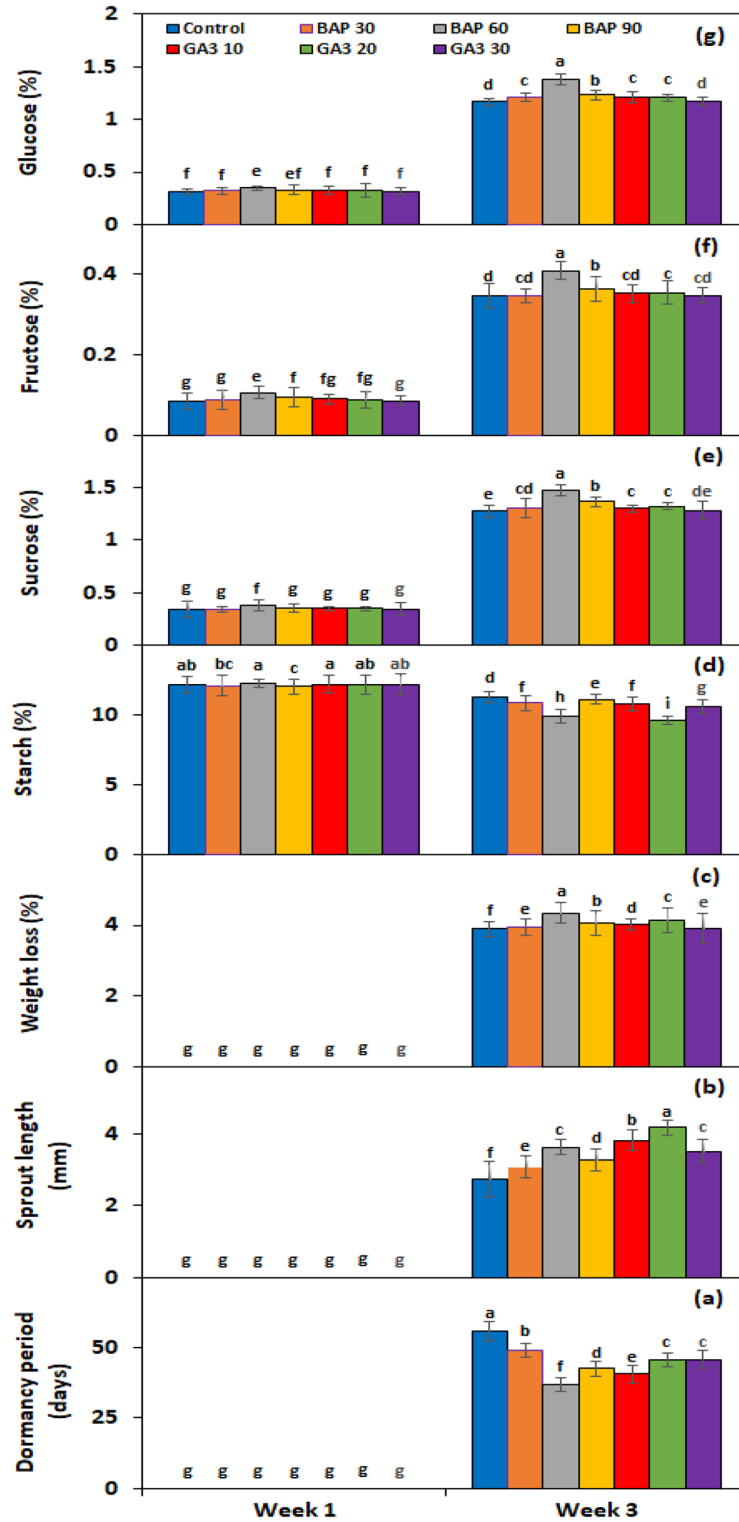 2
Control BAP 30 BAP 60 BAP 90 (g)
GA3 10 GA3 20 GA3 30
1.5
1
0.5
0
Glucose (%)
f f e ef f f f
d c a b c c d
(f)
0.4
0.2
0
Fructose (%)
g g e f fg fg g
d cd a b cd c cd
(e)
1.5
1
0.5
0
Sucrose (%)
g g f g g g g
e cd a b c c de
(d)
10
5
0
Starch (%)
ab bc a c a ab ab
d f h e f i g
(c)
4
2
0
Weight loss (%)
g g g g g g g
f e a b d c e
(b)
4
2
0
Sprout length
(mm)
g g g g g g g
f e c d b a c
(a)
50
25
0
Dormancy period
(days)
g g g g g g g
a b f d e c c
Week 1 Week 3